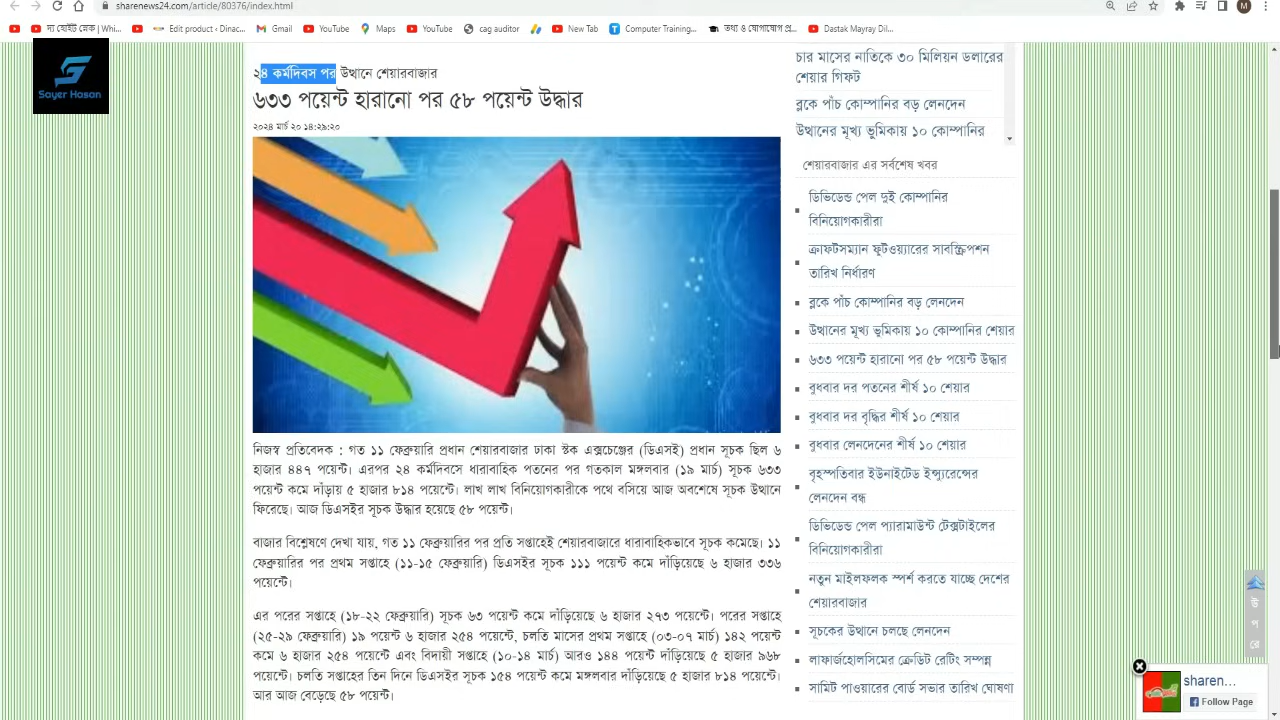 sharenews24.com/article/80376/index.html
M
দ্য হোইট স্নেক | Whi...
Edit product ‹ Dinac...
Gmail
YouTube
Maps
YouTube
cag auditor
New Tab
Computer Training...
তথ্য ও যোগাযোগ প্র...
Dastak Mayray Dil...
Sayer Hasan
২৪ কর্মদিবস পর উত্থানে শেয়ারবাজার
৬৩৩ পয়েন্ট হারানো পর ৫৮ পয়েন্ট উদ্ধার
২০২৪ মার্চ ২০ ১৪:২৯:২০
নিজস্ব প্রতিবেদক : গত ১১ ফেব্রুয়ারি প্রধান শেয়ারবাজার ঢাকা স্টক এক্সচেঞ্জের (ডিএসই) প্রধান সূচক ছিল ৬
হাজার ৪৪৭ পয়েন্ট। এরপর ২৪ কর্মদিবসে ধারাবাহিক পতনের পর গতকাল মঙ্গলবার (১৯ মার্চ) সূচক ৬৩৩
পয়েন্ট কমে দাঁড়ায় ৫ হাজার ৮১৪ পয়েন্টে। লাখ লাখ বিনিয়োগকারীকে পথে বসিয়ে আজ অবশেষে সূচক উত্থানে
ফিরেছে। আজ ডিএসইর সূচক উদ্ধার হয়েছে ৫৮ পয়েন্ট।
বাজার বিশ্লেষণে দেখা যায়, গত ১১ ফেব্রুয়ারির পর প্রতি সপ্তাহেই শেয়ারবাজারে ধারাবাহিকভাবে সূচক কমেছে। ১১
ফেব্রুয়ারির পর প্রথম সপ্তাহে (১১-১৫ ফেব্রুয়ারি) ডিএসইর সূচক ১১১ পয়েন্ট কমে দাঁড়িয়েছে ৬ হাজার ৩৩৬
পয়েন্টে।
এর পরের সপ্তাহে (১৮-২২ ফেব্রুয়ারি) সূচক ৬৩ পয়েন্ট কমে দাঁড়িয়েছে ৬ হাজার ২৭৩ পয়েন্টে। পরের সপ্তাহে
(২৫-২৯ ফেব্রুয়ারি) ১৯ পয়েন্ট ৬ হাজার ২৫৪ পয়েন্টে, চলতি মাসের প্রথম সপ্তাহে (০৩-০৭ মার্চ) ১৪২ পয়েন্ট
কমে ৬ হাজার ২৫৪ পয়েন্টে এবং বিদায়ী সপ্তাহে (১০-১৪ মার্চ) আরও ১৪৪ পয়েন্ট দাঁড়িয়েছে ৫ হাজার ৯৬৮
পয়েন্টে। চলতি সপ্তাহের তিন দিনে ডিএসইর সূচক ১৫৪ পয়েন্ট কমে মঙ্গলবার দাঁড়িয়েছে ৫ হাজার ৮১৪ পয়েন্টে।
আর আজ বেড়েছে ৫৮ পয়েন্ট।
চার মাসের নাতিকে ৩০ মিলিয়ন ডলারের
শেয়ার গিফট
ব্লকে পাঁচ কোম্পানির বড় লেনদেন
উত্থানের মূখ্য ভুমিকায় ১০ কোম্পানির
শেয়ারবাজার এর সর্বশেষ খবর
ডিভিডেন্ড পেল দুই কোম্পানির
বিনিয়োগকারীরা
ক্রাফটসম্যান ফুটওয়্যারের সাবস্ক্রিপশন
তারিখ নির্ধারণ
ব্লকে পাঁচ কোম্পানির বড় লেনদেন
উত্থানের মূখ্য ভুমিকায় ১০ কোম্পানির শেয়ার
৬৩৩ পয়েন্ট হারানো পর ৫৮ পয়েন্ট উদ্ধার
বুধবার দর পতনের শীর্ষ ১০ শেয়ার
বুধবার দর বৃদ্ধির শীর্ষ ১০ শেয়ার
বুধবার লেনদেনের শীর্ষ ১০ শেয়ার
বৃহস্পতিবার ইউনাইটেড ইন্স্যুরেন্সের
লেনদেন বন্ধ
ডিভিডেন্ড পেল প্যারামাউন্ট টেক্সটাইলের
বিনিয়োগকারীরা
নতুন মাইলফলক স্পর্শ করতে যাচ্ছে দেশের
শেয়ারবাজার
সূচকের উত্থানে চলছে লেনদেন
লাফার্জহোলসিমের ক্রেডিট রেটিং সম্পন্ন
সামিট পাওয়ারের বোর্ড সভার তারিখ ঘোষণা
উ
প
রে
sharen...
Follow Page